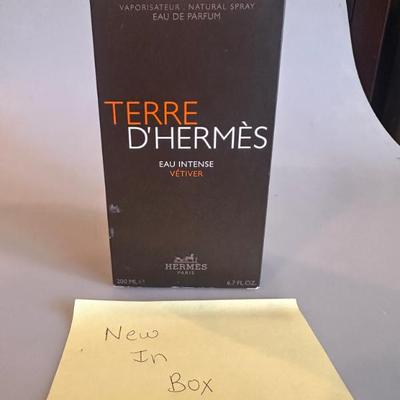 VAPORISATEUR . NATURAL SPRAY
EAU DE PARFUM
TERRE
D'HERMÈS
EAU INTENSE
VÉTIVER
HERMÈS
PARIS
200 ML ℮ 6.7 FL.OZ.
New
In
Box